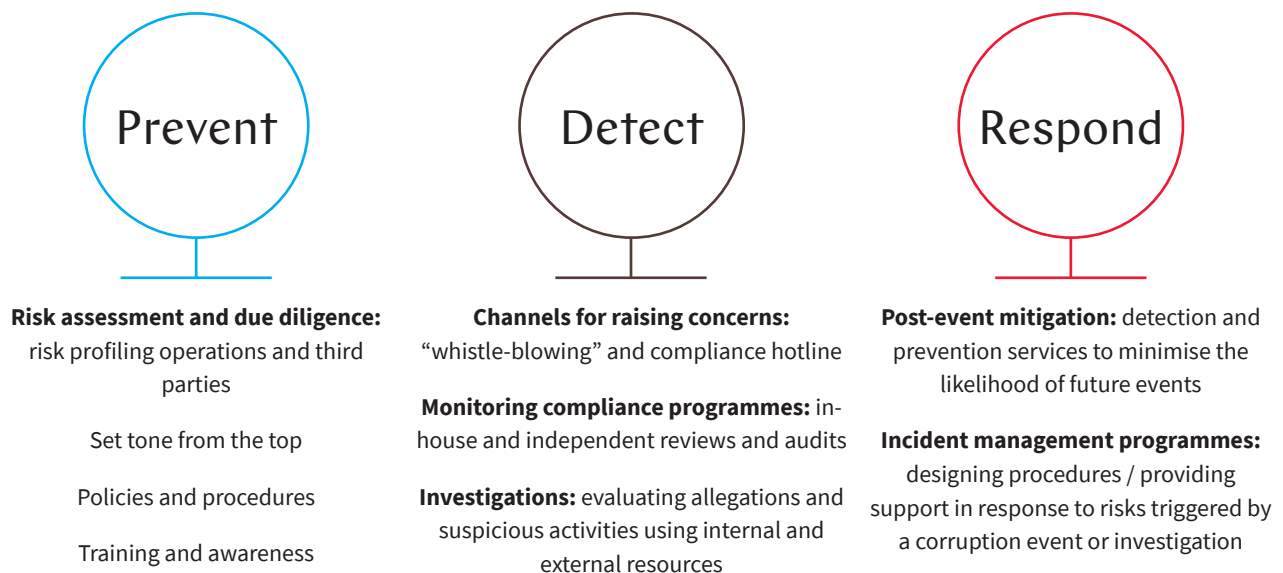 Prevent
Risk assessment and due diligence:
risk profiling operations and third
parties
Set tone from the top
Policies and procedures
Training and awareness
Detect
Channels for raising concerns:
“whistle-blowing” and compliance hotline
Monitoring compliance programmes: in-
house and independent reviews and audits
Investigations: evaluating allegations and
suspicious activities using internal and
external resources
Respond
Post-event mitigation: detection and
prevention services to minimise the
likelihood of future events
Incident management programmes:
designing procedures / providing
support in response to risks triggered by
a corruption event or investigation